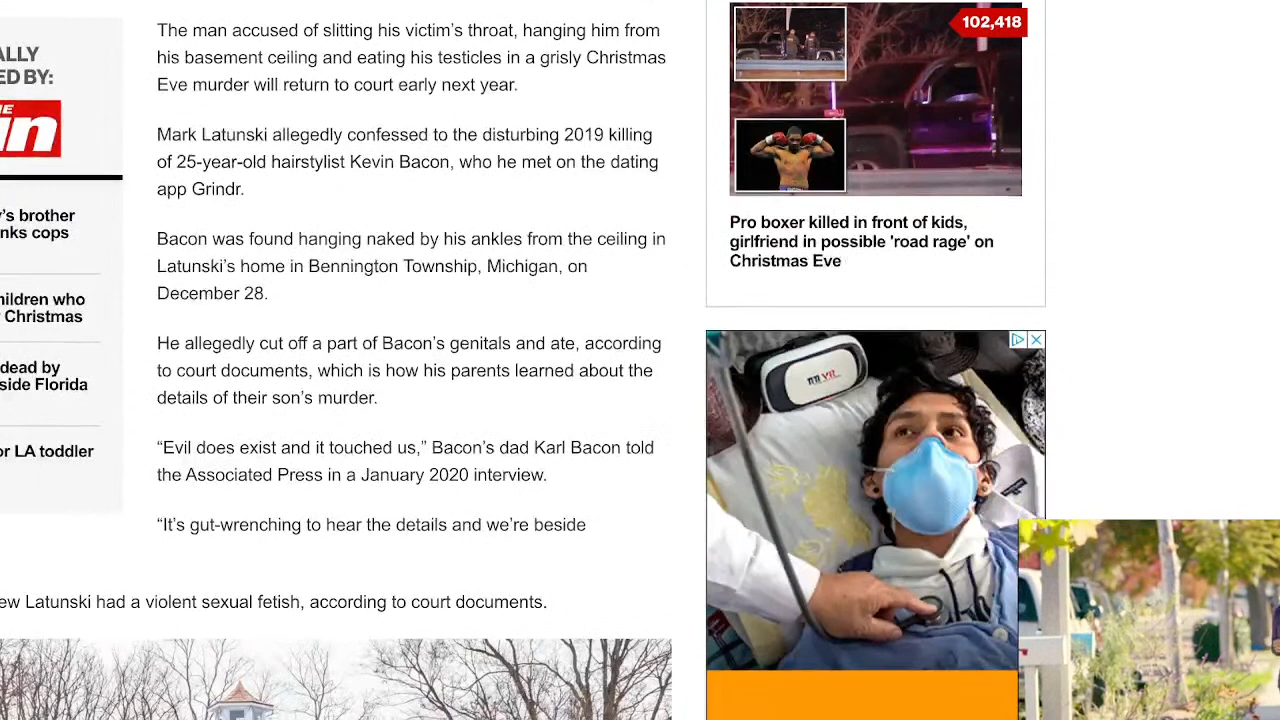 ALLY
ED BY:
The man accused of slitting his victim’s throat, hanging him from
his basement ceiling and eating his testicles in a grisly Christmas
Eve murder will return to court early next year.
Mark Latunski allegedly confessed to the disturbing 2019 killing
of 25-year-old hairstylist Kevin Bacon, who he met on the dating
app Grindr.
Bacon was found hanging naked by his ankles from the ceiling in
Latunski’s home in Bennington Township, Michigan, on
December 28.
He allegedly cut off part of Bacon’s genitals and ate, according
to court documents, which is how his parents learned about the
details of their son’s murder.
“Evil does exist and it touched us,” Bacon’s dad Karl Bacon told
the Associated Press in a January 2020 interview.
“It’s gut-wrenching to hear the details and we’re beside
ew Latunski had a violent sexual fetish, according to court documents.
y’s brother
nks cops
hildren who
Christmas
dead by
side Florida
or LA toddler
102,418
Pro boxer killed in front of kids,
girlfriend in possible 'road rage' on
Christmas Eve